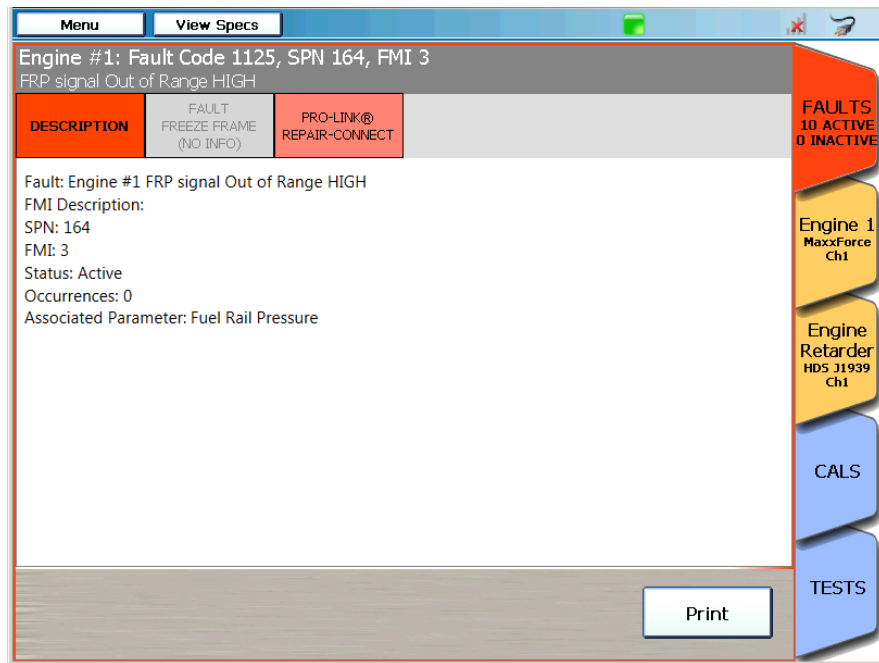 Menu
View Specs
Engine #1: Fault Code 1125, SPN 164, FMI 3
FRP signal Out of Range HIGH
DESCRIPTION
FAULT
FREEZE FRAME
(NO INFO)
PRO-LINK®
REPAIR-CONNECT
Fault: Engine #1 FRP signal Out of Range HIGH
FMI Description:
SPN: 164
FMI: 3
Status: Active
Occurrences: 0
Associated Parameter: Fuel Rail Pressure
Print
FAULTS
10 ACTIVE
0 INACTIVE
Engine 1
MaxxForce
Ch1
Engine
Retarder
HDS J1939
Ch1
CALS
TESTS